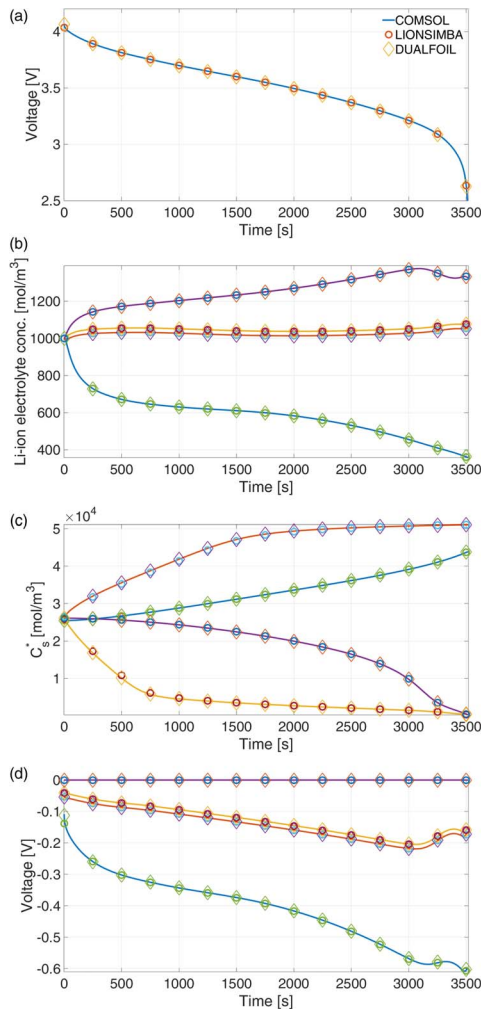 (a)
4
3.5
3
2.5
Voltage [V]
COMSOL
LIONSIMBA
DUALFOIL
0 500 1000 1500 2000 2500 3000 3500
Time [s]
(b)
1200
1000
800
600
400
Li-ion electrolyte conc. [mol/m³]
0 500 1000 1500 2000 2500 3000 3500
Time [s]
(c)
×10⁴
5
4
3
2
1
C*s [mol/m³]
0 500 1000 1500 2000 2500 3000 3500
Time [s]
(d)
0
-0.1
-0.2
-0.3
-0.4
-0.5
-0.6
Voltage [V]
0 500 1000 1500 2000 2500 3000 3500
Time [s]